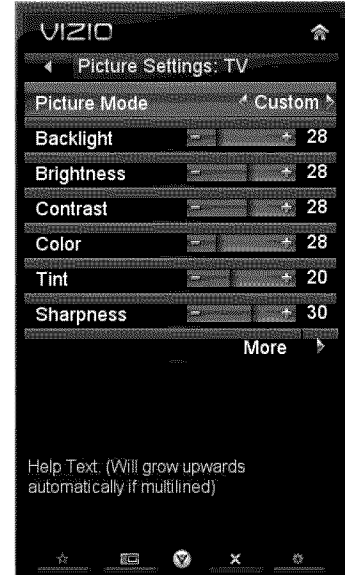 VIZIO
Picture Settings: TV
Picture Mode Custom
Backlight - + 28
Brightness - + 28
Contrast - + 28
Color - + 28
Tint - + 20
Sharpness - + 30
More
Help Text. (Will grow upwards
automatically if multilined)